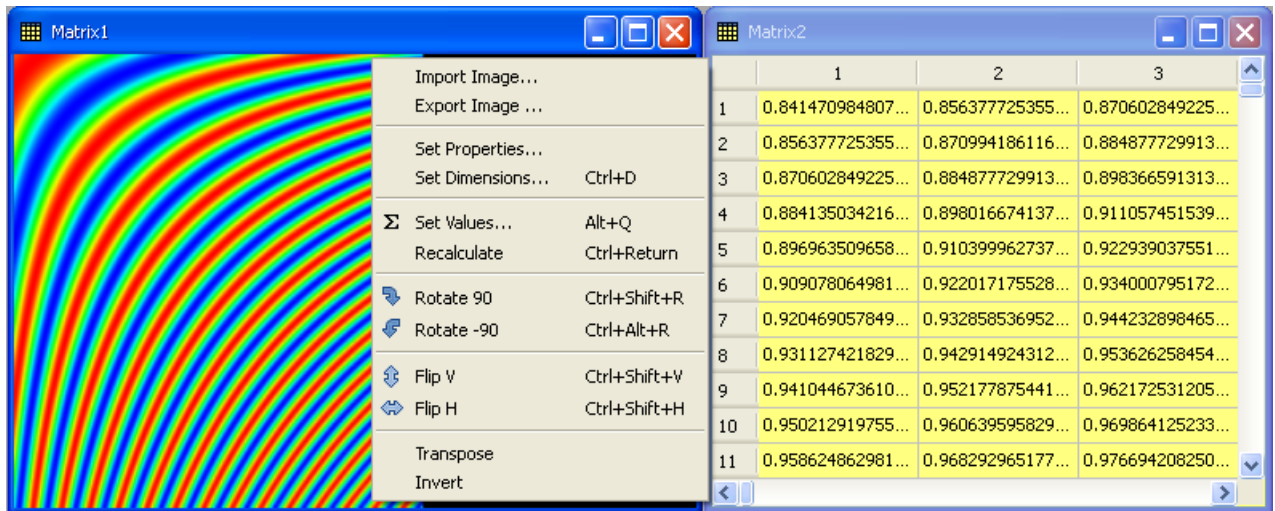 Matrix1
Import Image...
Export Image ...
Set Properties...
Set Dimensions... Ctrl+D
Σ Set Values... Alt+Q
Recalculate Ctrl+Return
Rotate 90 Ctrl+Shift+R
Rotate -90 Ctrl+Alt+R
Flip V Ctrl+Shift+V
Flip H Ctrl+Shift+H
Transpose
Invert
Matrix2
1 2 3
1 0.841470984807... 0.856377725355... 0.870602849225...
2 0.856377725355... 0.870994186116... 0.884877729913...
3 0.870602849225... 0.884877729913... 0.898366591313...
4 0.884135034216... 0.898016674137... 0.911057451539...
5 0.896963509658... 0.910399962737... 0.922939037551...
6 0.909078064981... 0.922017175528... 0.934000795172...
7 0.920469057849... 0.932858536952... 0.944232898465...
8 0.931127421829... 0.942914924312... 0.953626258454...
9 0.941044673610... 0.952177875441... 0.962172531205...
10 0.950212919755... 0.960639595829... 0.969864125233...
11 0.958624862981... 0.968292965177... 0.976694208250...